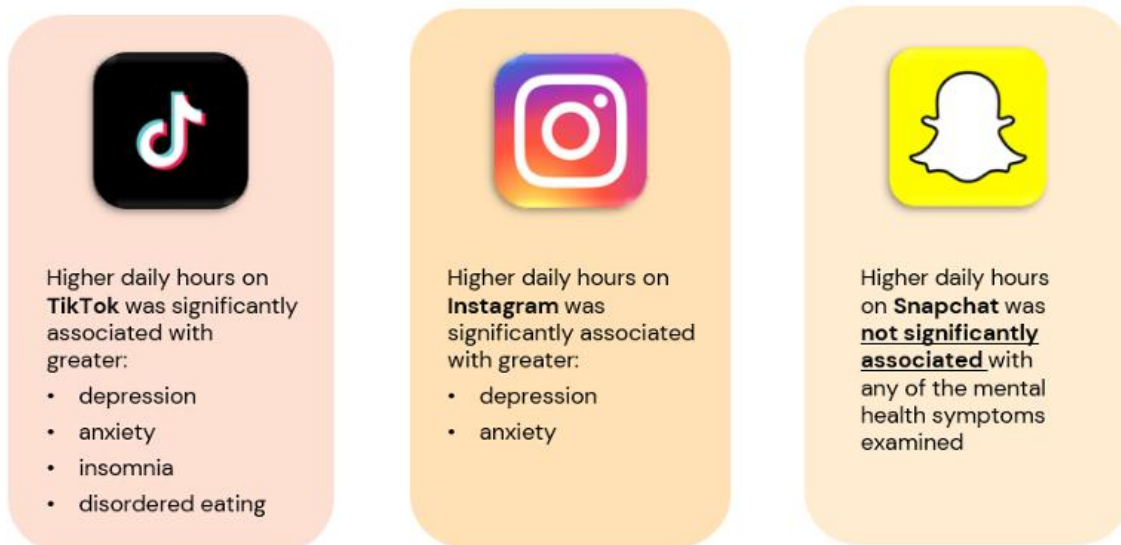 Higher daily hours on
TikTok was significantly
associated with
greater:
• depression
• anxiety
• insomnia
• disordered eating
Higher daily hours on
Instagram was
significantly associated
with greater:
• depression
• anxiety
Higher daily hours
on Snapchat was
not significantly
associated with
any of the mental
health symptoms
examined